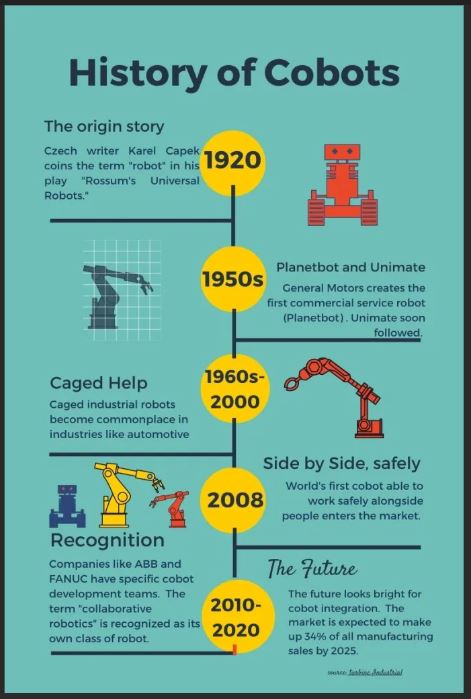 History of Cobots
The origin story
Czech writer Karel Capek
coins the term "robot" in his
play "Rossum's Universal
Robots."
1920
1950s
Planetbot and Unimate
General Motors creates the
first commercial service robot
(Planetbot). Unimate soon
followed.
1960s-
2000
Caged Help
Caged industrial robots
become commonplace in
industries like automotive
Side by Side, safely
World's first cobot able to
work safely alongside
people enters the market.
2008
Recognition
Companies like ABB and
FANUC have specific cobot
development teams. The
term "collaborative
robotics" is recognized as its
own class of robot.
2010-
2020
The Future
The future looks bright for
cobot integration. The
market is expected to make
up 34% of all manufacturing
sales by 2025.
source: Turbine Industrial